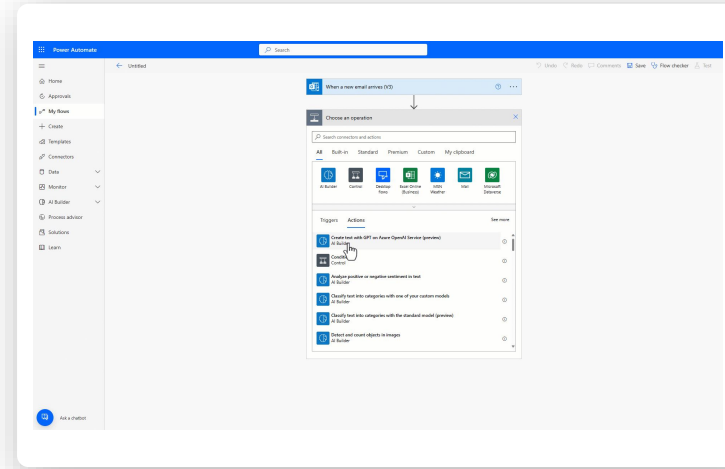 Power Automate
Search
Untitled
Undo Redo Comments Save Flow checker Test
Home
Approvals
My flows
Create
Templates
Connectors
Data
Monitor
AI Builder
Process advisor
Solutions
Learn
Ask a chatbot
When a new email arrives (V3)
Choose an operation
Search connectors and actions
All Built-in Standard Premium Custom My clipboard
AI Builder Control Desktop flows Excel Online (Business) MSN Weather Mail Microsoft Dataverse
Triggers Actions See more
Create text with GPT on Azure OpenAI Service (preview)
AI Builder
Conditi
Control
Analyze positive or negative sentiment in text
AI Builder
Classify text into categories with one of your custom models
AI Builder
Classify text into categories with the standard model (preview)
AI Builder
Detect and count objects in images
AI Builder